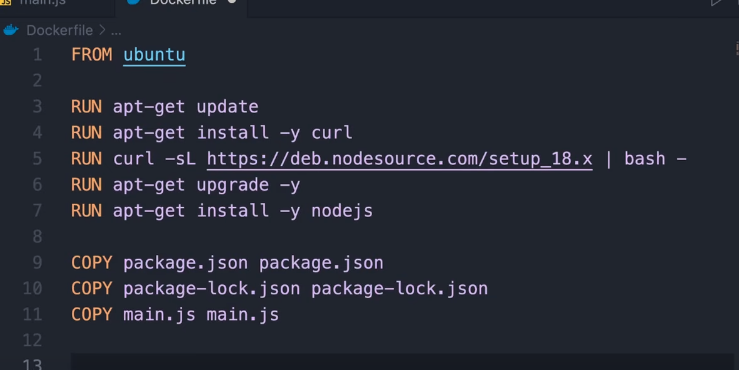 main.js Dockerfile
Dockerfile > ...
1 FROM ubuntu
2
3 RUN apt-get update
4 RUN apt-get install -y curl
5 RUN curl -sL https://deb.nodesource.com/setup_18.x | bash -
6 RUN apt-get upgrade -y
7 RUN apt-get install -y nodejs
8
9 COPY package.json package.json
10 COPY package-lock.json package-lock.json
11 COPY main.js main.js
12
13